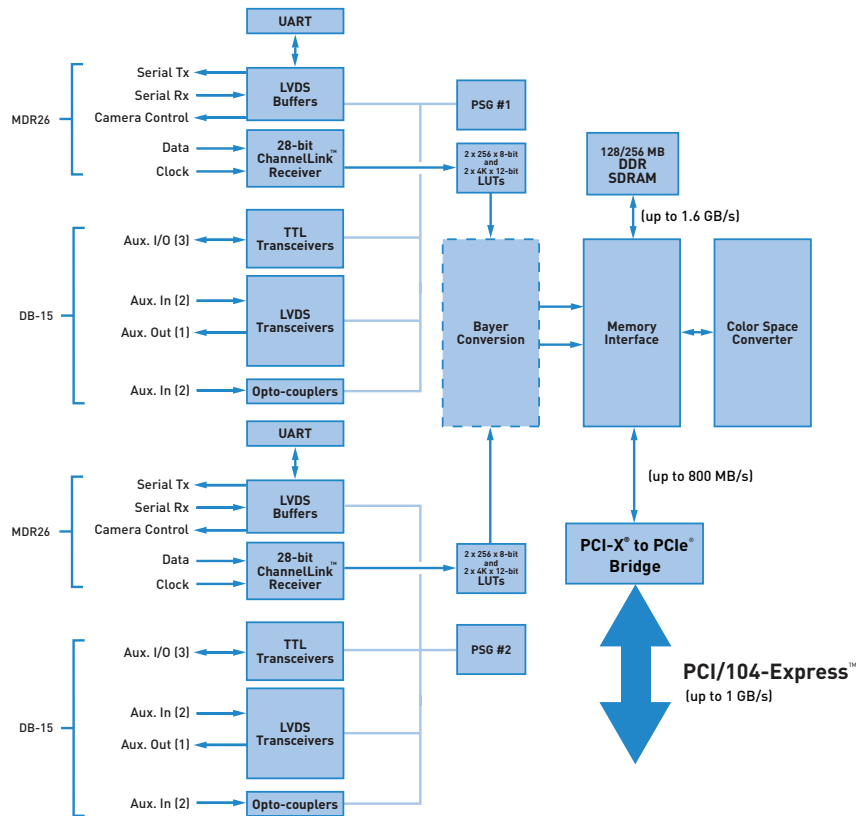 UART
Serial Tx
Serial Rx
Camera Control
MDR26
LVDS
Buffers
PSG #1
Data
Clock
28-bit
ChannelLink™
Receiver
2 x 256 x 8-bit
and
2 x 4K x 12-bit
LUTs
128/256 MB
DDR
SDRAM
(up to 1.6 GB/s)
Aux. I/O (3)
TTL
Transceivers
DB-15
Aux. In (2)
Aux. Out (1)
LVDS
Transceivers
Aux. In (2)
Opto-couplers
Bayer
Conversion
Memory
Interface
Color Space
Converter
UART
Serial Tx
Serial Rx
Camera Control
MDR26
LVDS
Buffers
(up to 800 MB/s)
Data
Clock
28-bit
ChannelLink™
Receiver
2 x 256 x 8-bit
and
2 x 4K x 12-bit
LUTs
PCI-X® to PCIe®
Bridge
Aux. I/O (3)
TTL
Transceivers
PSG #2
PCI/104-Express™
(up to 1 GB/s)
DB-15
Aux. In (2)
Aux. Out (1)
LVDS
Transceivers
Aux. In (2)
Opto-couplers